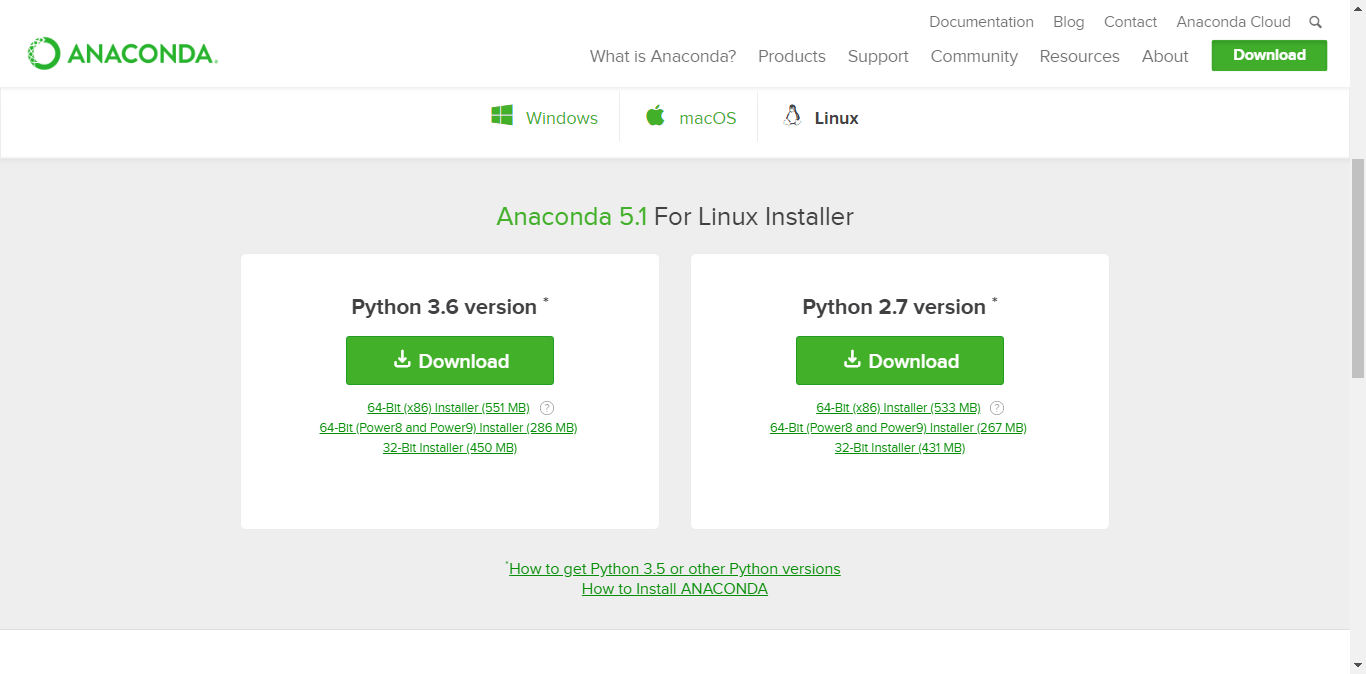 Documentation Blog Contact Anaconda Cloud
ANACONDA.
What is Anaconda? Products Support Community Resources About Download
Windows macOS Linux
Anaconda 5.1 For Linux Installer
Python 3.6 version *
Download
64-Bit (x86) Installer (551 MB) ?
64-Bit (Power8 and Power9) Installer (286 MB)
32-Bit Installer (450 MB)
Python 2.7 version *
Download
64-Bit (x86) Installer (533 MB) ?
64-Bit (Power8 and Power9) Installer (267 MB)
32-Bit Installer (431 MB)
*How to get Python 3.5 or other Python versions
How to Install ANACONDA